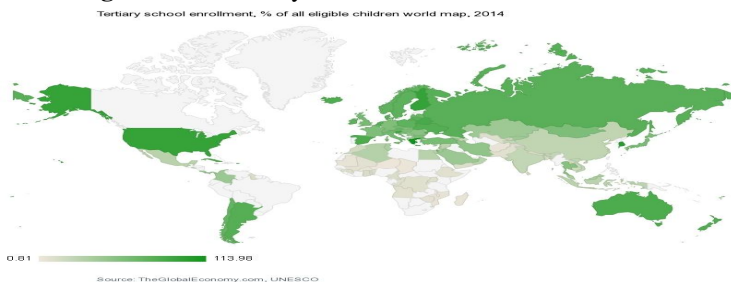 Tertiary school enrollment, % of all eligible children world map, 2014
0.81 113.98
Source: TheGlobalEconomy.com, UNESCO